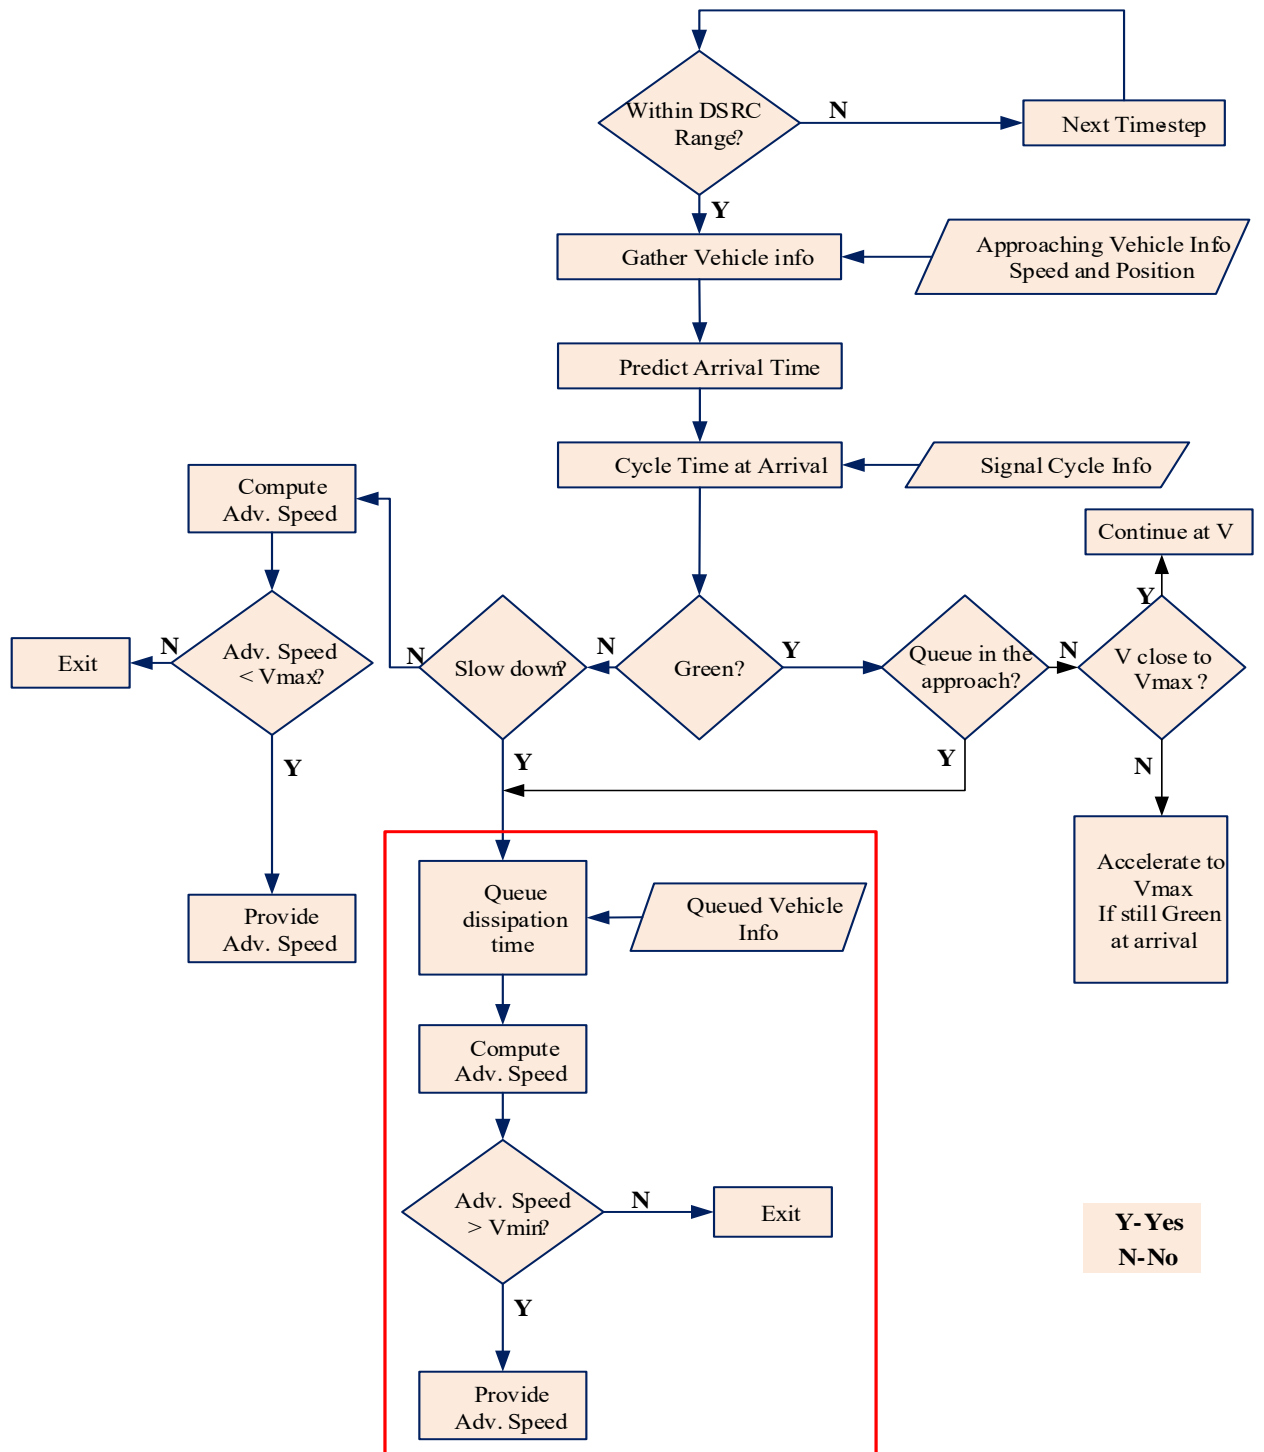 Within DSRC
Range?
N
Next Timestep
Y
Gather Vehicle info
Approaching Vehicle Info
Speed and Position
Predict Arrival Time
Cycle Time at Arrival
Signal Cycle Info
Compute
Adv. Speed
Continue at V
Y
Exit
N
Adv. Speed
< Vmax?
N
Slow down?
N
Green?
Y
Queue in the
approach?
N
V close to
Vmax ?
Y
Y
Y
N
Provide
Adv. Speed
Accelerate to
Vmax
If still Green
at arrival
Queue
dissipation
time
Queued Vehicle
Info
Compute
Adv. Speed
Adv. Speed
> Vmin?
N
Exit
Y
Provide
Adv. Speed
Y-Yes
N-No